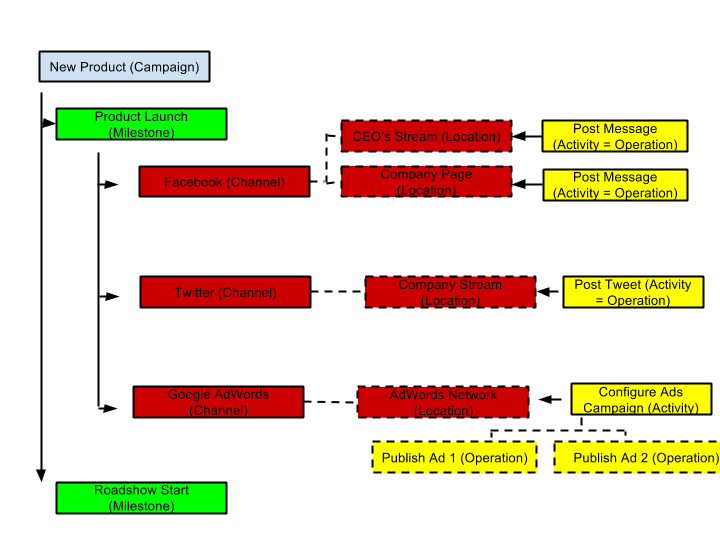 New Product (Campaign)
Product Launch
(Milestone)
CEO's Stream (Location)
Post Message
(Activity = Operation)
Facebook (Channel)
Company Page
(Location)
Post Message
(Activity = Operation)
Twitter (Channel)
Company Stream
(Location)
Post Tweet (Activity
= Operation)
Google AdWords
(Channel)
AdWords Network
(Location)
Configure Ads
Campaign (Activity)
Publish Ad 1 (Operation)
Publish Ad 2 (Operation)
Roadshow Start
(Milestone)